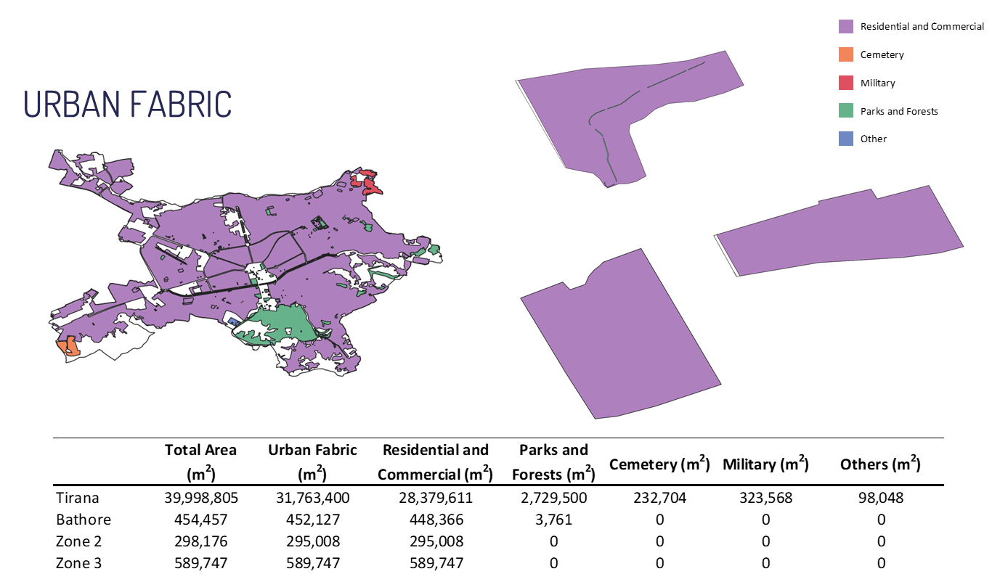 Residential and Commercial
Cemetery
Military
Parks and Forests
Other
URBAN FABRIC
Total Area (m²) Urban Fabric (m²) Residential and Commercial (m²) Parks and Forests (m²) Cemetery (m²) Military (m²) Others (m²)
Tirana 39,998,805 31,763,400 28,379,611 2,729,500 232,704 323,568 98,048
Bathore 454,457 452,127 448,366 3,761 0 0 0
Zone 2 298,176 295,008 295,008 0 0 0 0
Zone 3 589,747 589,747 589,747 0 0 0 0